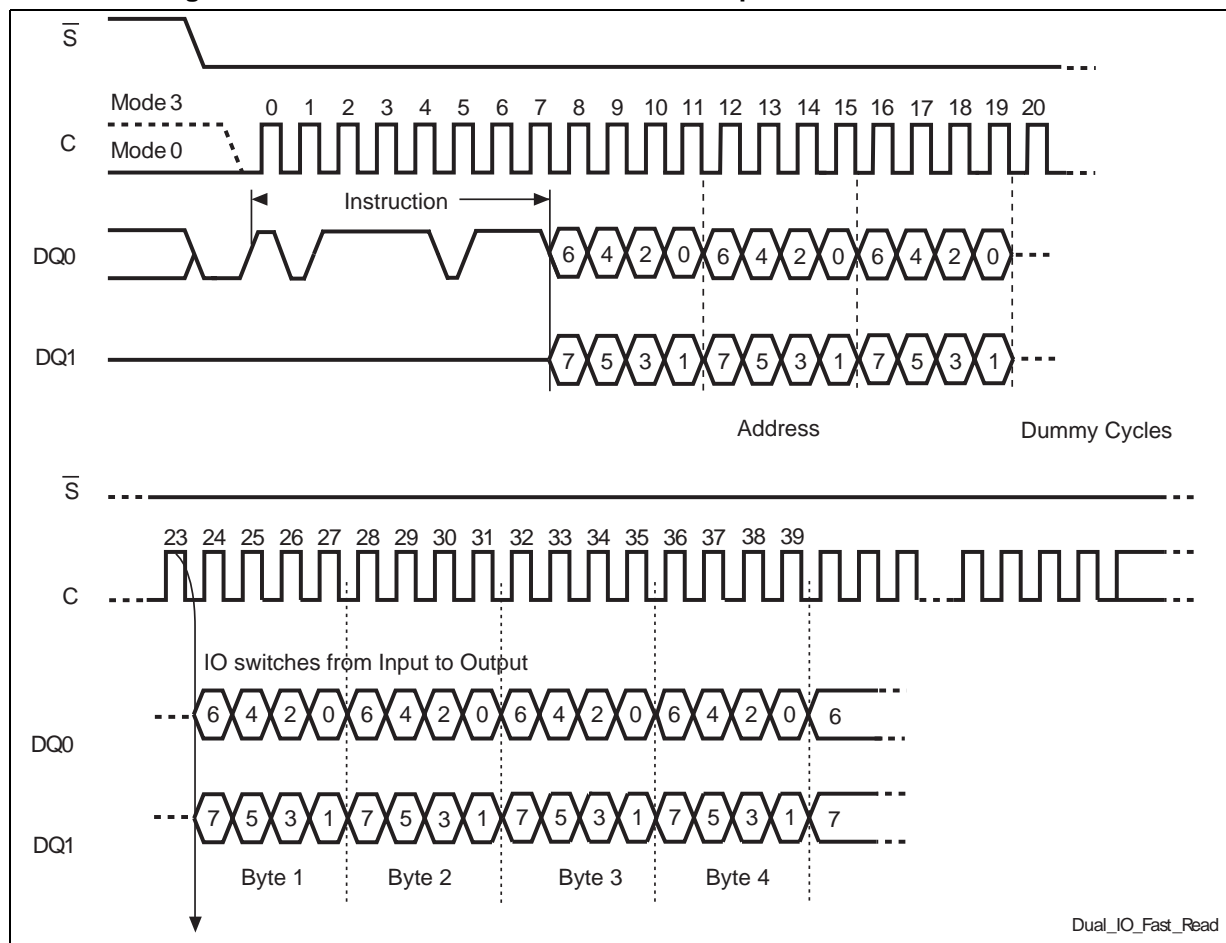 S
Mode 3
0 1 2 3 4 5 6 7 8 9 10 11 12 13 14 15 16 17 18 19 20
C
Mode 0
Instruction
DQ0
6 4 2 0 6 4 2 0 6 4 2 0
DQ1
7 5 3 1 7 5 3 1 7 5 3 1
Address
Dummy Cycles
S
23 24 25 26 27 28 29 30 31 32 33 34 35 36 37 38 39
C
IO switches from Input to Output
6 4 2 0 6 4 2 0 6 4 2 0 6 4 2 0 6
DQ0
7 5 3 1 7 5 3 1 7 5 3 1 7 5 3 1 7
DQ1
Byte 1 Byte 2 Byte 3 Byte 4
Dual_IO_Fast_Read